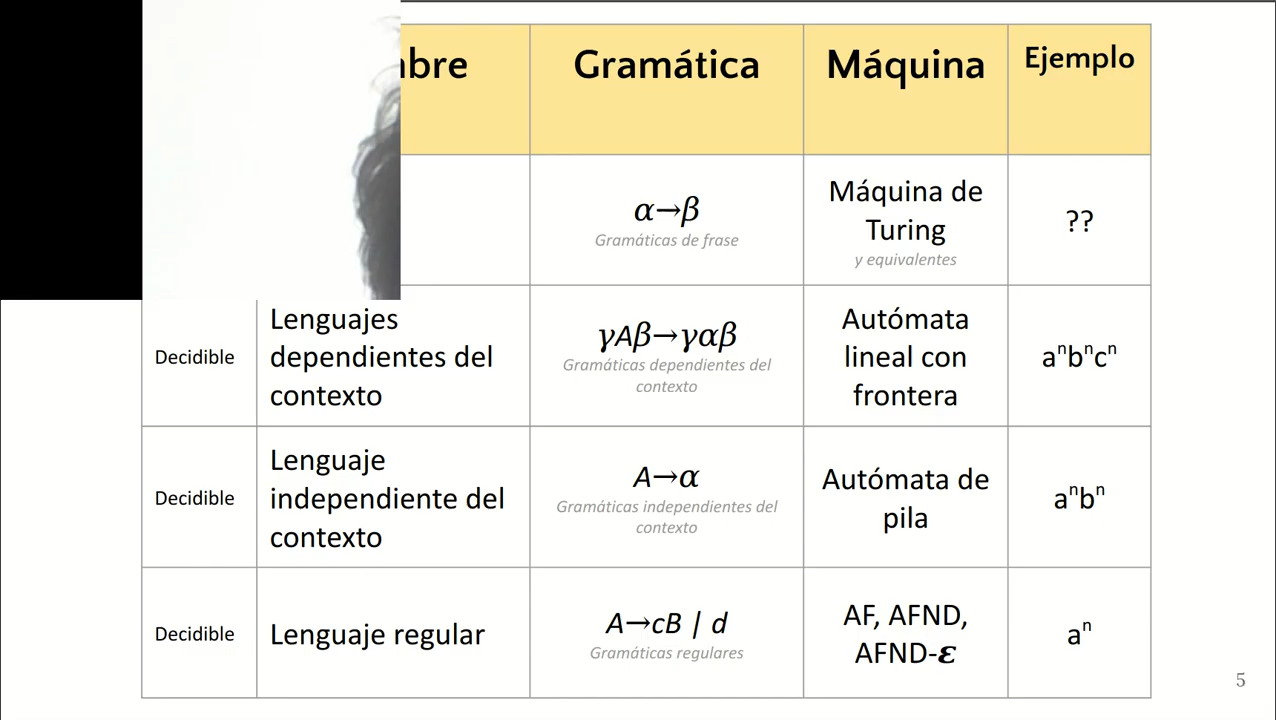 mbre
Gramática
Máquina
Ejemplo
α→β
Gramáticas de frase
Máquina de
Turing
y equivalentes
??
Decidible
Lenguajes
dependientes del
contexto
γAβ→γαβ
Gramáticas dependientes del
contexto
Autómata
lineal con
frontera
aⁿbⁿcⁿ
Decidible
Lenguaje
independiente del
contexto
A→α
Gramáticas independientes del
contexto
Autómata de
pila
aⁿbⁿ
Decidible
Lenguaje regular
A→cB | d
Gramáticas regulares
AF, AFND,
AFND-ε
aⁿ
5